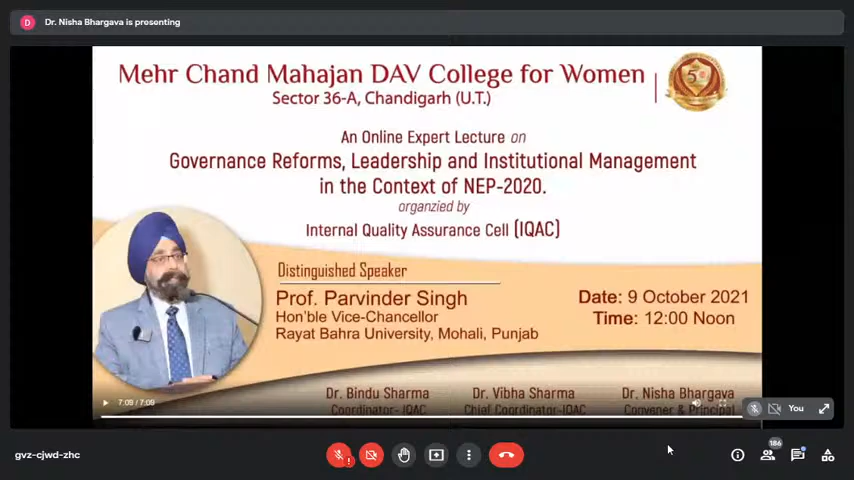 D Dr. Nisha Bhargava is presenting
Mehr Chand Mahajan DAV College for Women
Sector 36-A, Chandigarh (U.T.)
An Online Expert Lecture on
Governance Reforms, Leadership and Institutional Management
in the Context of NEP-2020.
organzied by
Internal Quality Assurance Cell (IQAC)
Distinguished Speaker
Prof. Parvinder Singh
Hon'ble Vice-Chancellor
Rayat Bahra University, Mohali, Punjab
Date: 9 October 2021
Time: 12:00 Noon
Dr. Bindu Sharma
Coordinator- IQAC
Dr. Vibha Sharma
Chief Coordinator-IQAC
Dr. Nisha Bhargava
Convener & Principal
7:09 / 7:09
You
gvz-cjwd-zhc
186